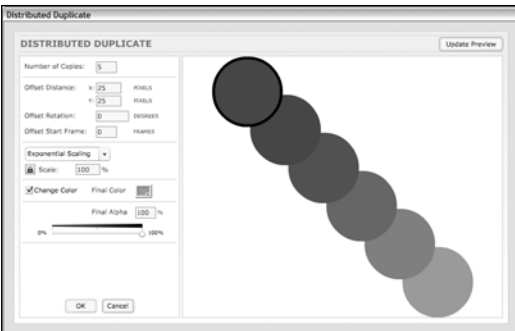 Distributed Duplicate
DISTRIBUTED DUPLICATE
Update Preview
Number of Copies: 5
Offset Distance: X: 25 PIXELS
Y: 25 PIXELS
Offset Rotation: 0 DEGREES
Offset Start Frame: 0 FRAMES
Exponential Scaling
Scale: 100 %
Change Color Final Color
Final Alpha 100 %
0% 100%
OK Cancel